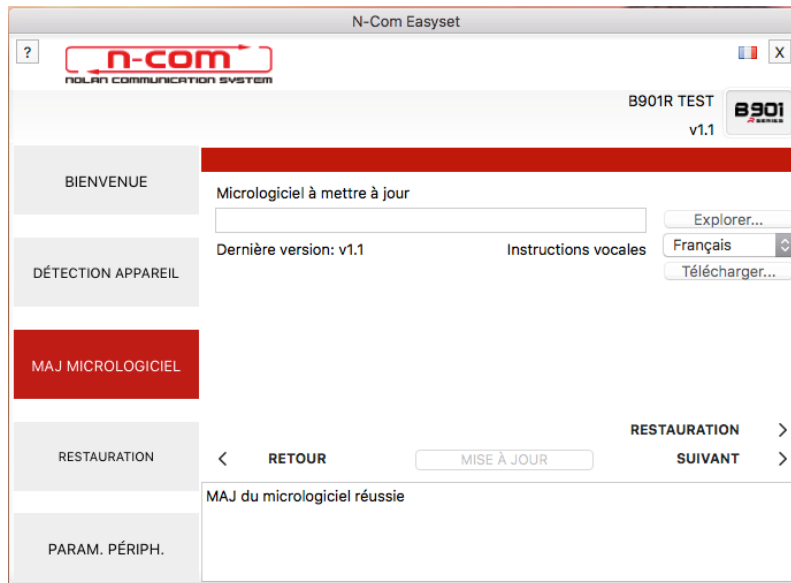 N-Com Easyset
?
n-com
NOLAN COMMUNICATION SYSTEM
X
B901R TEST
v1.1
B901
R SERIES
BIENVENUE
DÉTECTION APPAREIL
MAJ MICROLOGICIEL
RESTAURATION
PARAM. PÉRIPH.
Micrologiciel à mettre à jour
Explorer...
Dernière version: v1.1 Instructions vocales Français
Télécharger...
RESTAURATION >
< RETOUR MISE À JOUR SUIVANT >
MAJ du micrologiciel réussie